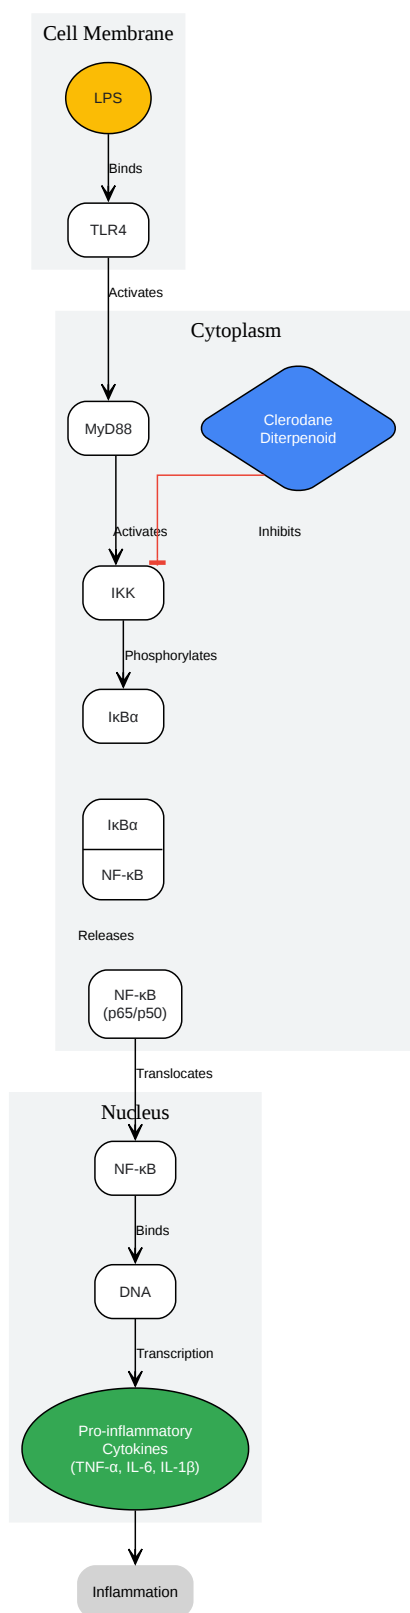 Cell Membrane
LPS
Binds
TLR4
Activates
Cytoplasm
Clerodane
Diterpenoid
MyD88
Activates
Inhibits
IKK
Phosphorylates
IκBα
IκBα
NF-κB
Releases
NF-κB
(p65/p50)
Translocates
Nucleus
NF-κB
Binds
DNA
Transcription
Pro-inflammatory
Cytokines
(TNF-α, IL-6, IL-1β)
Inflammation